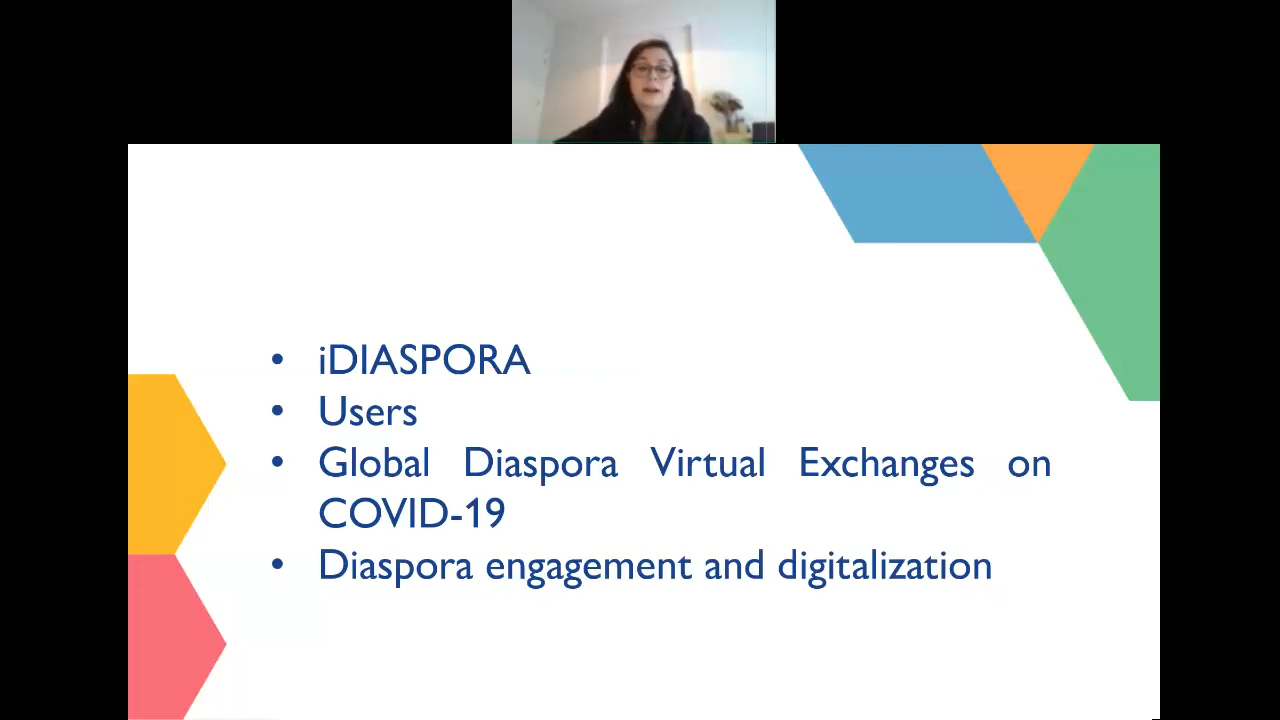 • iDIASPORA
• Users
• Global Diaspora Virtual Exchanges on
COVID-19
• Diaspora engagement and digitalization